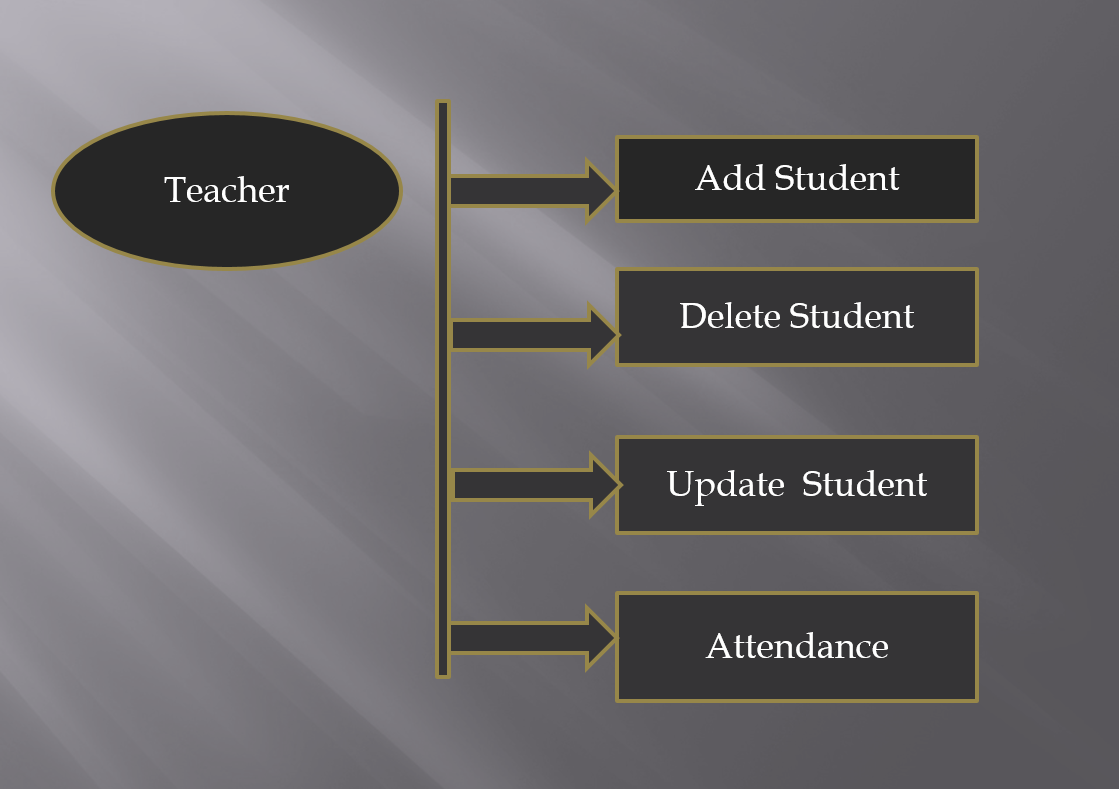 Teacher
Add Student
Delete Student
Update  Student
Attendance